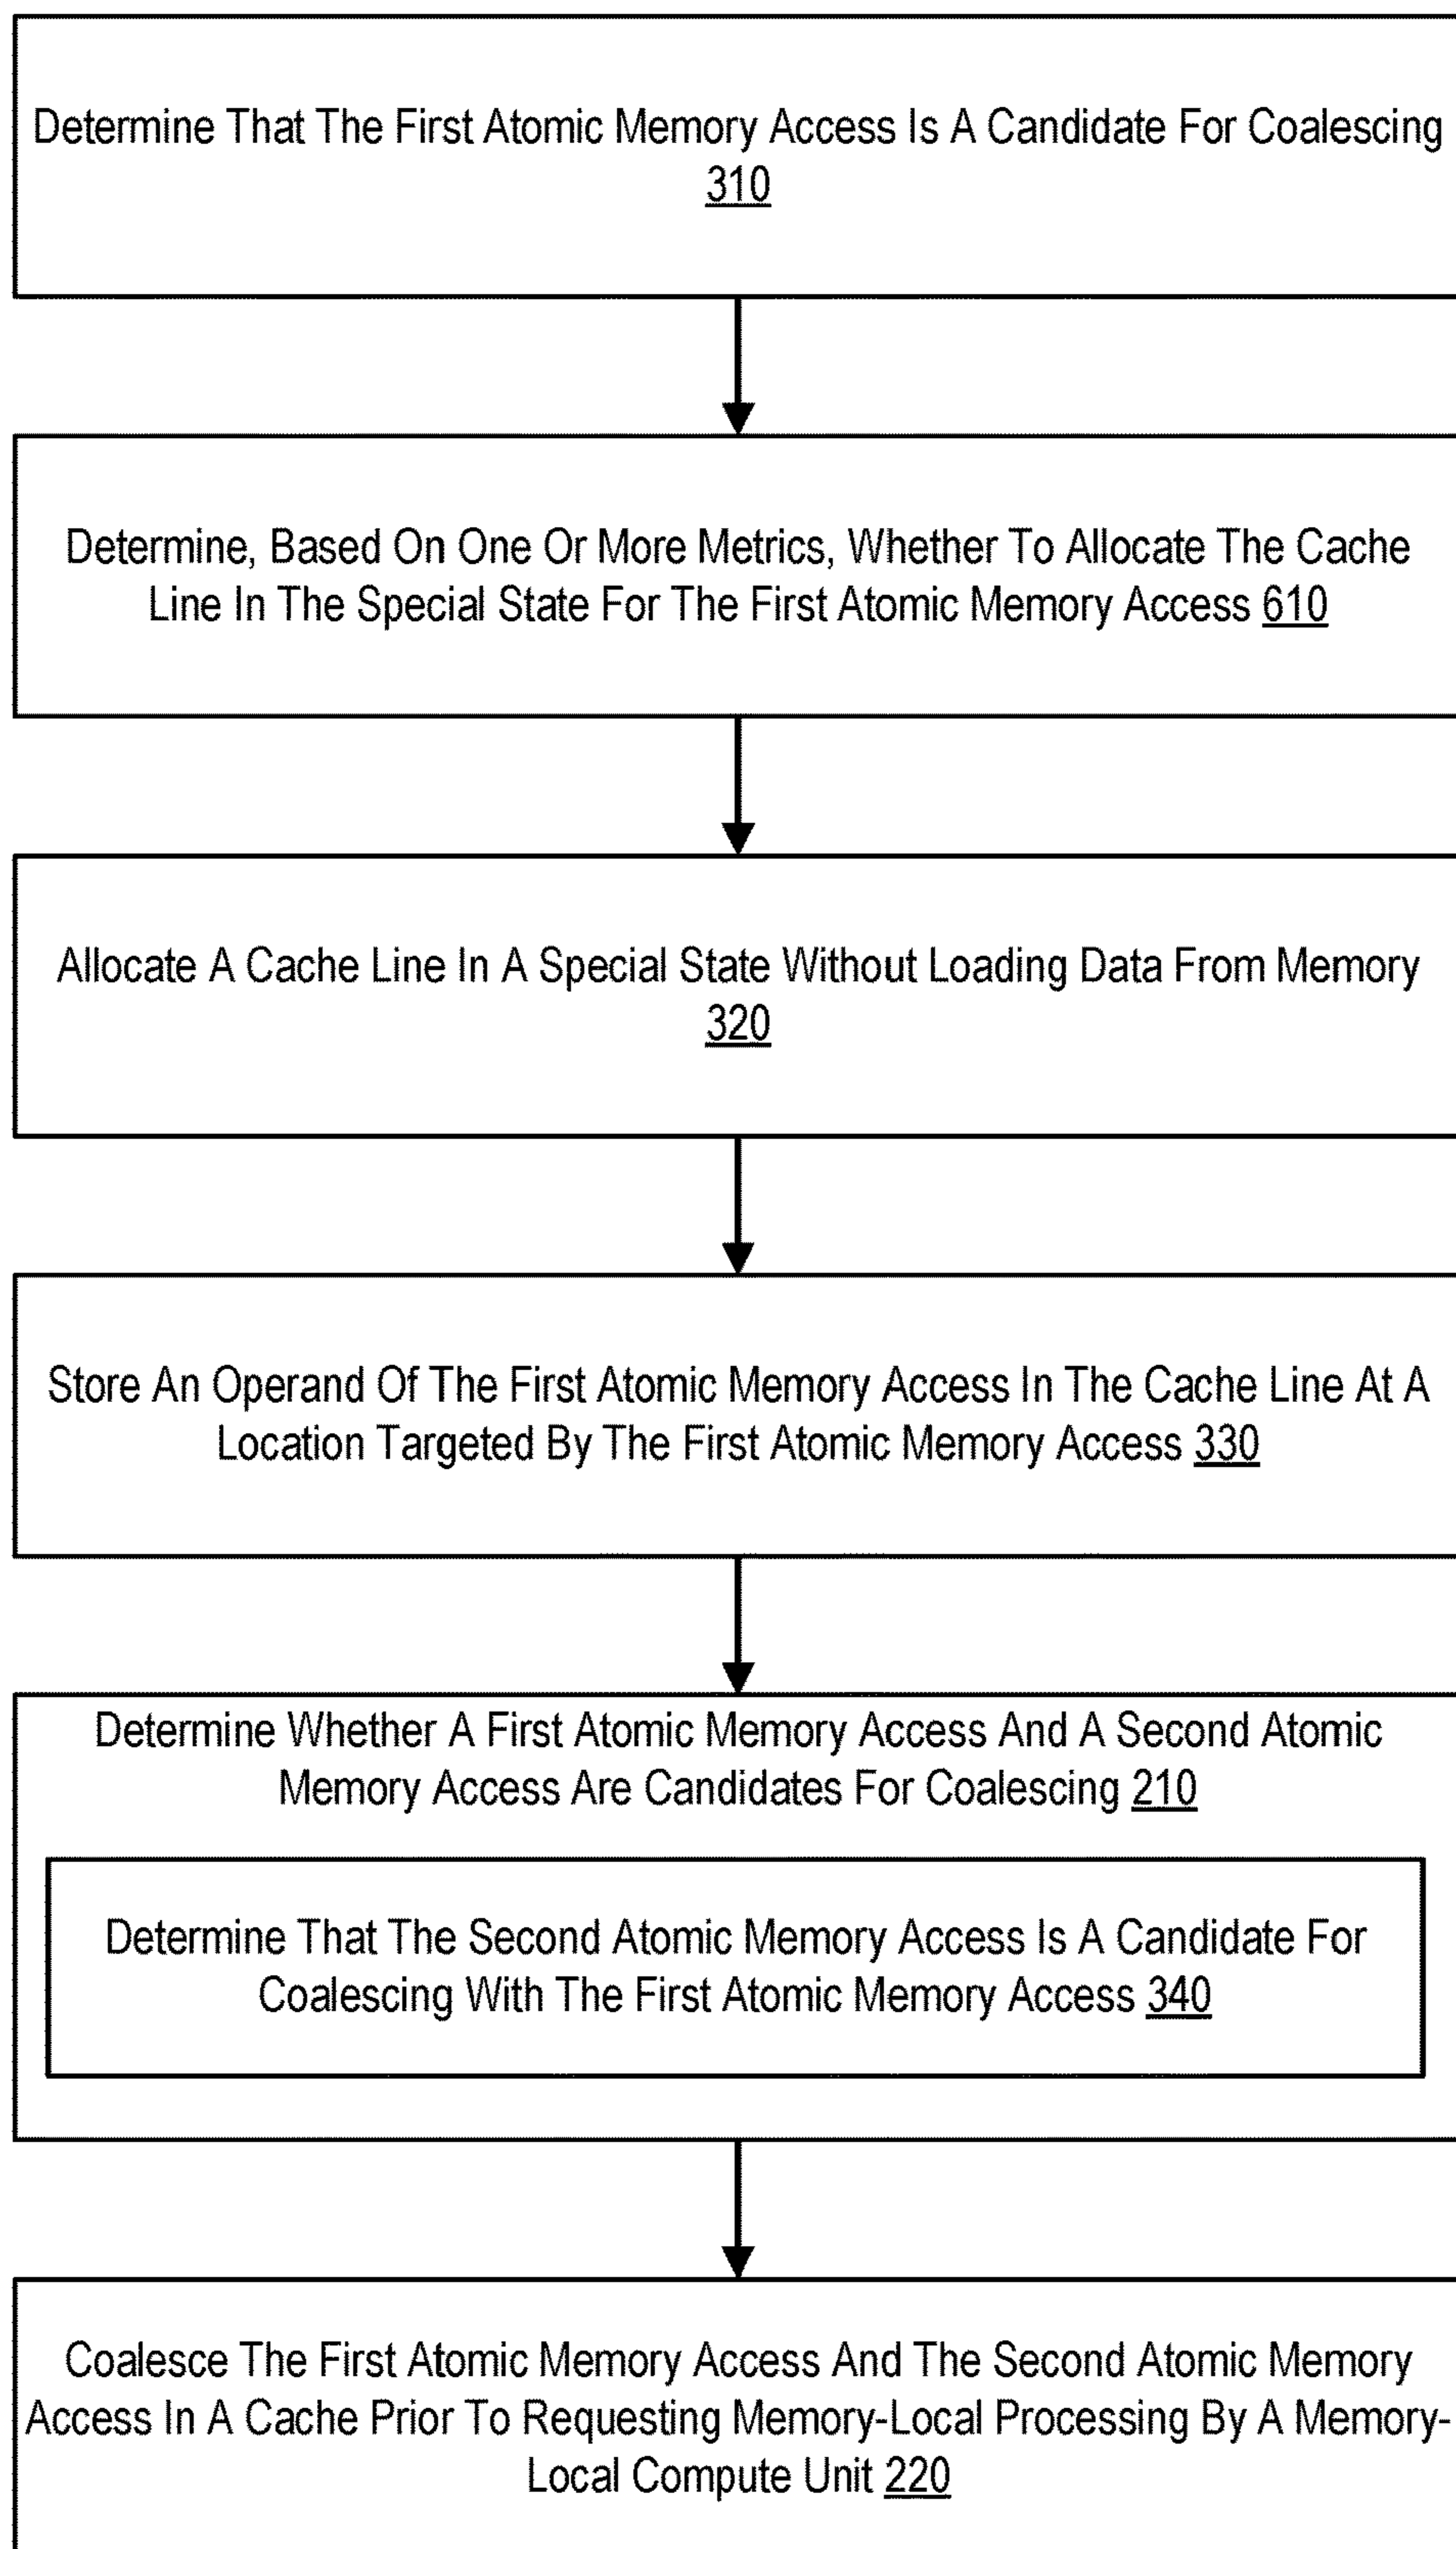 Determine That The First Atomic Memory Access Is A Candidate For Coalescing
310
Determine, Based On One Or More Metrics, Whether To Allocate The Cache
Line In The Special State For The First Atomic Memory Access 610
Allocate A Cache Line In A Special State Without Loading Data From Memory
320
Store An Operand Of The First Atomic Memory Access In The Cache Line At A
Location Targeted By The First Atomic Memory Access 330
Determine Whether A First Atomic Memory Access And A Second Atomic
Memory Access Are Candidates For Coalescing 210
Determine That The Second Atomic Memory Access Is A Candidate For
Coalescing With The First Atomic Memory Access 340
Coalesce The First Atomic Memory Access And The Second Atomic Memory
Access In A Cache Prior To Requesting Memory-Local Processing By A Memory-
Local Compute Unit 220